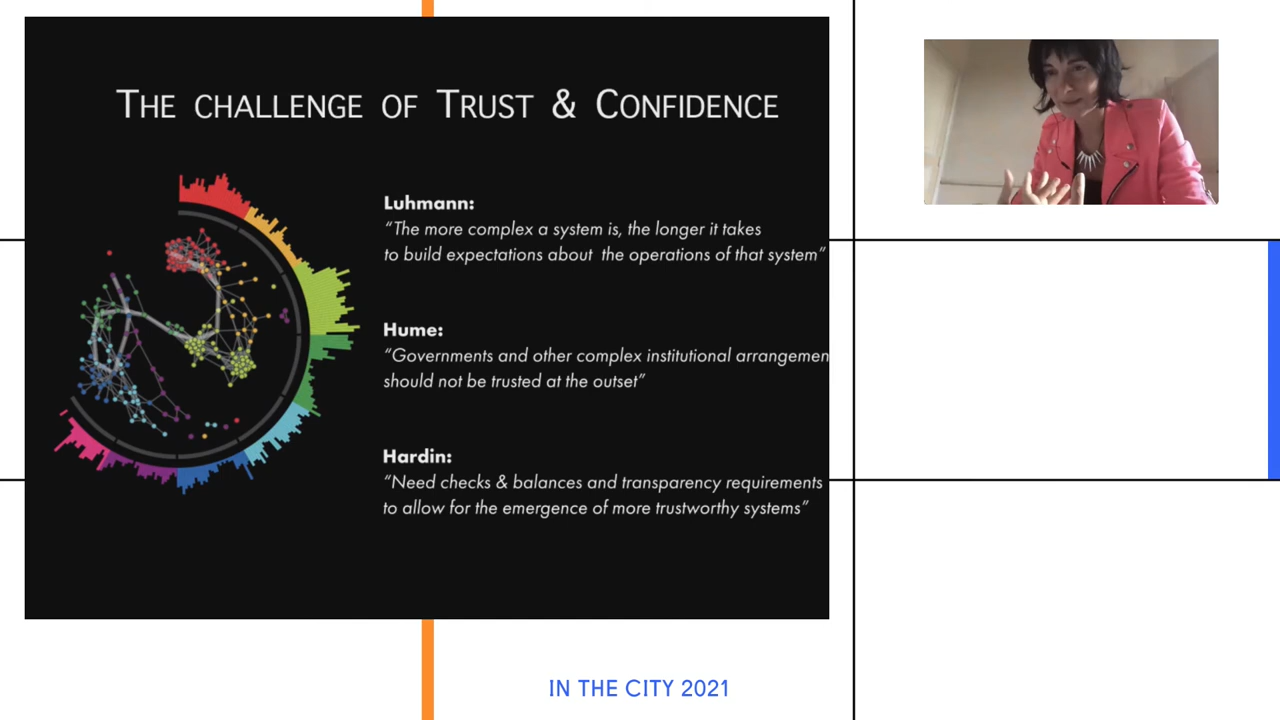 THE CHALLENGE OF TRUST & CONFIDENCE
Luhmann:
“The more complex a system is, the longer it takes
to build expectations about the operations of that system”
Hume:
“Governments and other complex institutional arrangemen
should not be trusted at the outset”
Hardin:
“Need checks & balances and transparency requirements
to allow for the emergence of more trustworthy systems”
IN THE CITY 2021